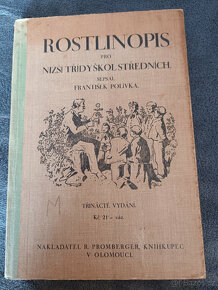 ROSTLINOPIS
PRO
NIŽŠÍ TŘÍDY ŠKOL STŘEDNÍCH.
SEPSAL
FRANTIŠEK POLÍVKA.
M
TŘINÁCTÉ VYDÁNÍ.
Kč 21·— váz.
NAKLADATEL R. PROMBERGER, KNIHKUPEC
V OLOMOUCI.